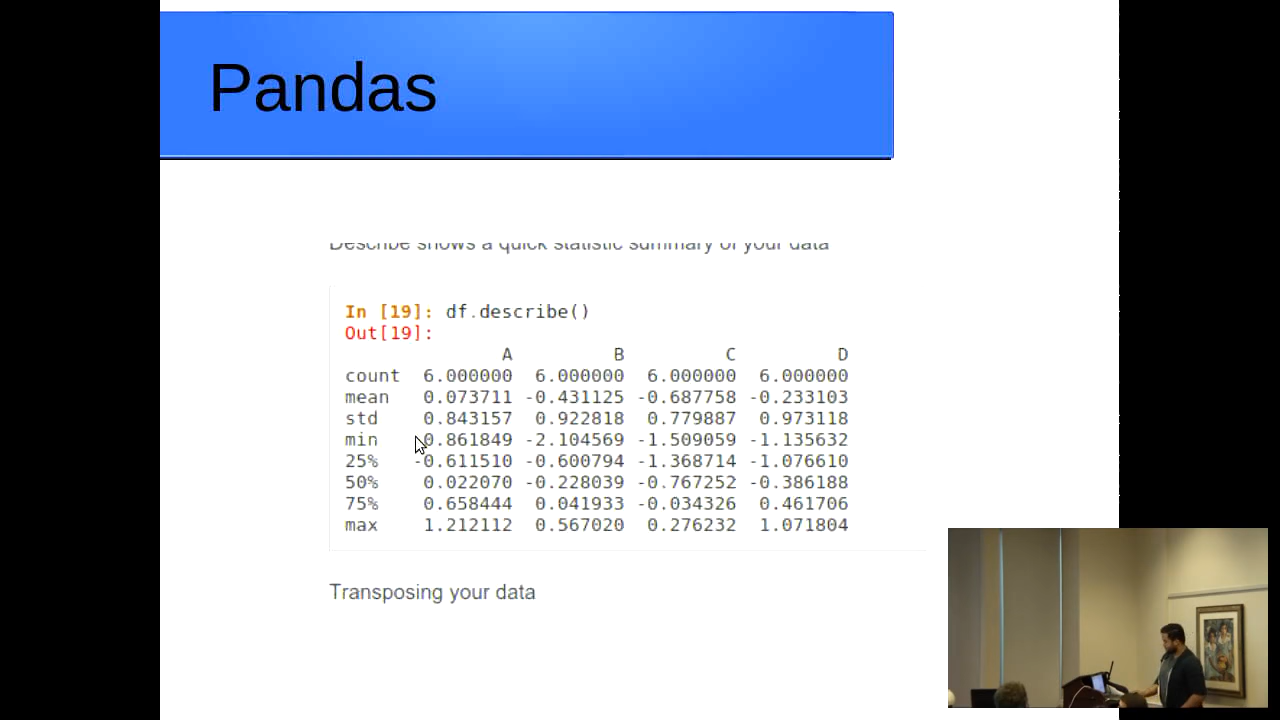 Pandas
Describe shows a quick statistic summary of your data
In [19]: df.describe()
Out[19]:
A B C D
count 6.000000 6.000000 6.000000 6.000000
mean 0.073711 -0.431125 -0.687758 -0.233103
std 0.843157 0.922818 0.779887 0.973118
min 0.861849 -2.104569 -1.509059 -1.135632
25% -0.611510 -0.600794 -1.368714 -1.076610
50% 0.022070 -0.228039 -0.767252 -0.386188
75% 0.658444 0.041933 -0.034326 0.461706
max 1.212112 0.567020 0.276232 1.071804
Transposing your data